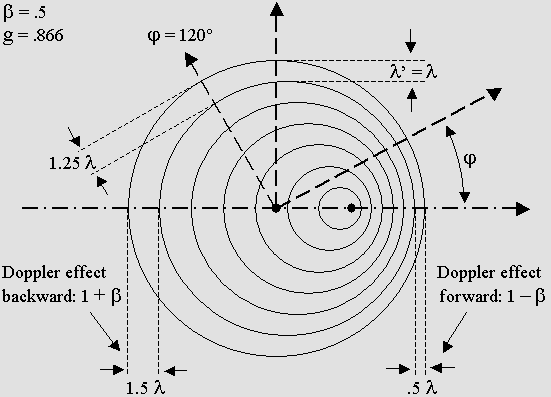 β = .5
g = .866
φ = 120°
λ’ = λ
1.25 λ
φ
Doppler effect
backward: 1 + β
Doppler effect
forward: 1 – β
1.5 λ
.5 λ